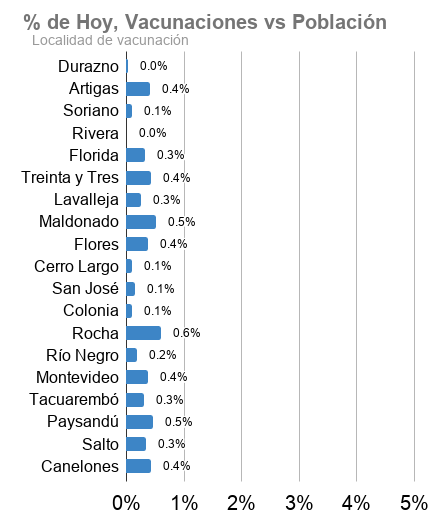 % de Hoy, Vacunaciones vs Población
Localidad de vacunación
Durazno 0.0%
Artigas 0.4%
Soriano 0.1%
Rivera 0.0%
Florida 0.3%
Treinta y Tres 0.4%
Lavalleja 0.3%
Maldonado 0.5%
Flores 0.4%
Cerro Largo 0.1%
San José 0.1%
Colonia 0.1%
Rocha 0.6%
Río Negro 0.2%
Montevideo 0.4%
Tacuarembó 0.3%
Paysandú 0.5%
Salto 0.3%
Canelones 0.4%
0% 1% 2% 3% 4% 5%